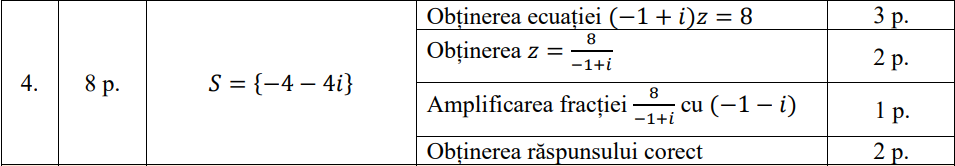 Obținerea ecuației (−1 + i)z = 8 3 p.
Obținerea z = 8/(−1+i) 2 p.
4. 8 p. S = {−4 − 4i}
Amplificarea fracției 8/(−1+i) cu (−1 − i) 1 p.
Obținerea răspunsului corect 2 p.